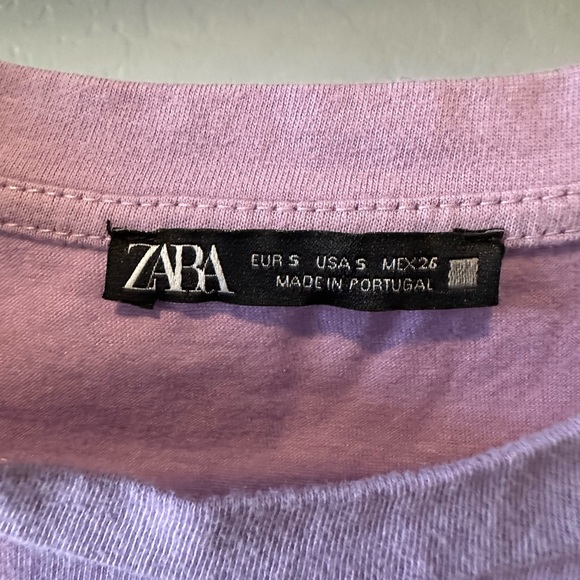 ZARA
EUR S USA S MEX 26
MADE IN PORTUGAL